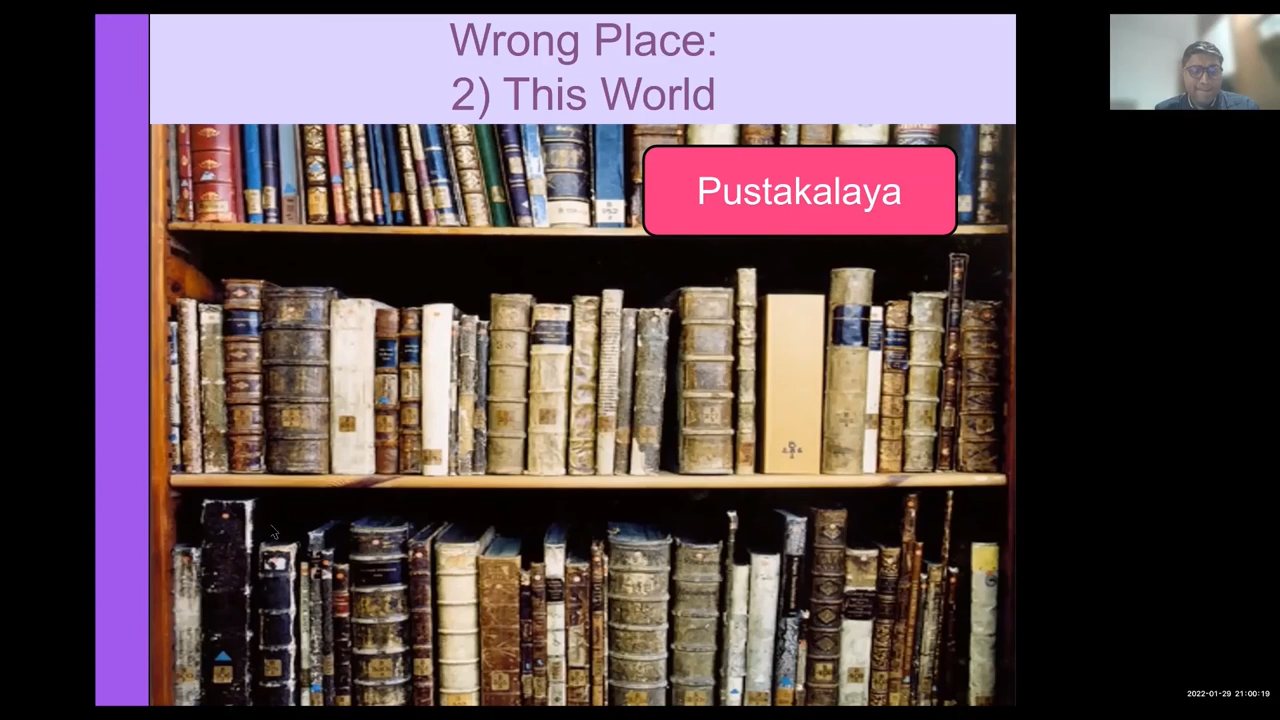 Wrong Place:
2) This World
Pustakalaya
2022-01-29 21:00:19